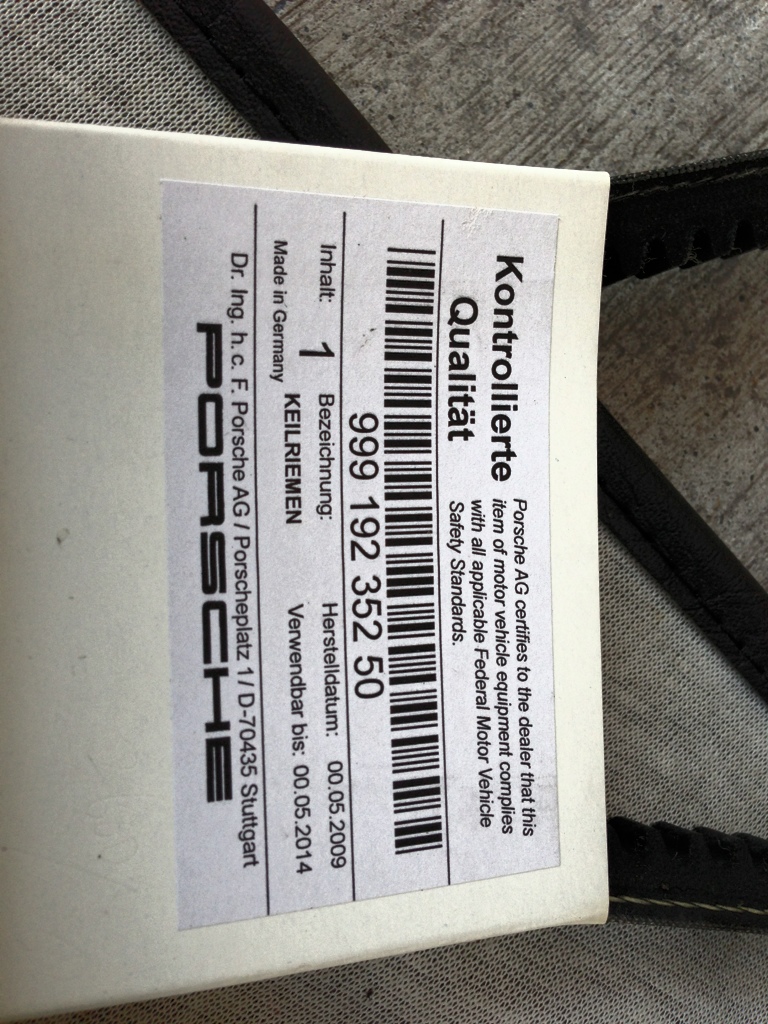 Kontrollierte
Qualität
Porsche AG certifies to the dealer that this
item of motor vehicle equipment complies
with all applicable Federal Motor Vehicle
Safety Standards.
999 192 352 50
Inhalt: 1 Bezeichnung: Herstelldatum: 00.05.2009
Made in Germany KEILRIEMEN Verwendbar bis: 00.05.2014
Dr. Ing. h. c. F. Porsche AG / Porscheplatz 1 / D-70435 Stuttgart
PORSCHE